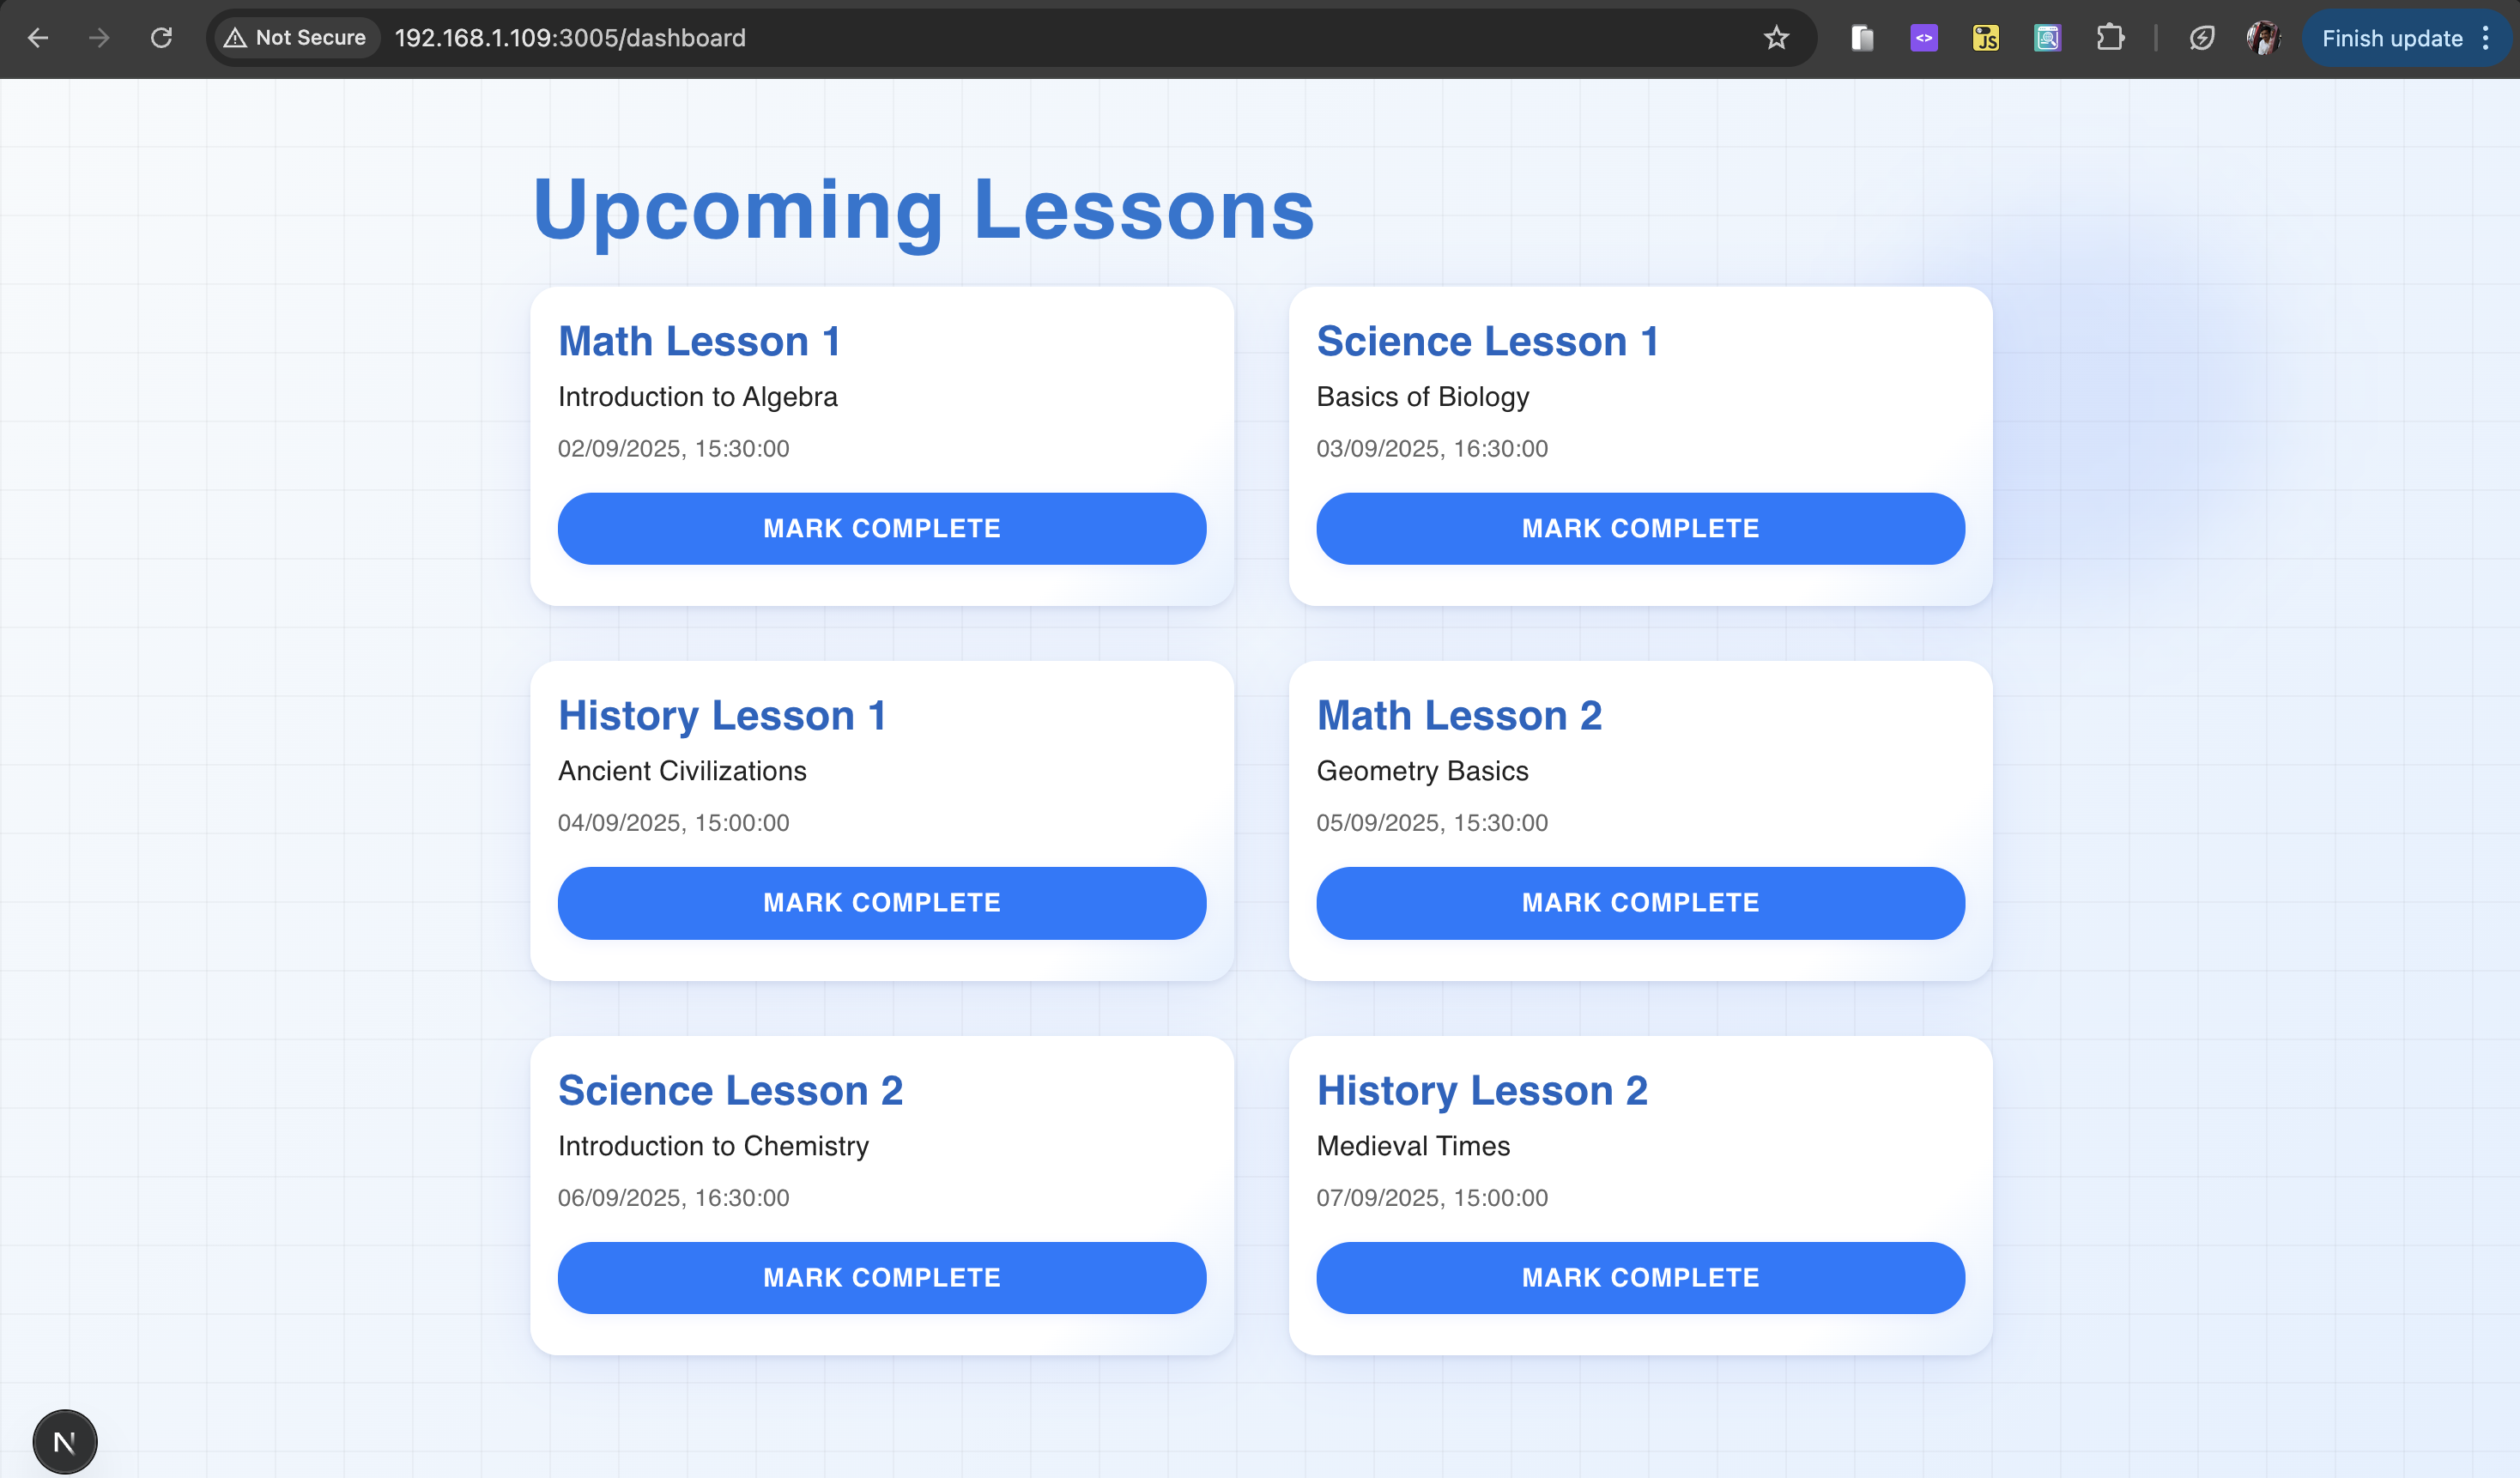 Not Secure 192.168.1.109:3005/dashboard
<> JS Finish update
Upcoming Lessons
Math Lesson 1
Introduction to Algebra
02/09/2025, 15:30:00
MARK COMPLETE
Science Lesson 1
Basics of Biology
03/09/2025, 16:30:00
MARK COMPLETE
History Lesson 1
Ancient Civilizations
04/09/2025, 15:00:00
MARK COMPLETE
Math Lesson 2
Geometry Basics
05/09/2025, 15:30:00
MARK COMPLETE
Science Lesson 2
Introduction to Chemistry
06/09/2025, 16:30:00
MARK COMPLETE
History Lesson 2
Medieval Times
07/09/2025, 15:00:00
MARK COMPLETE
N